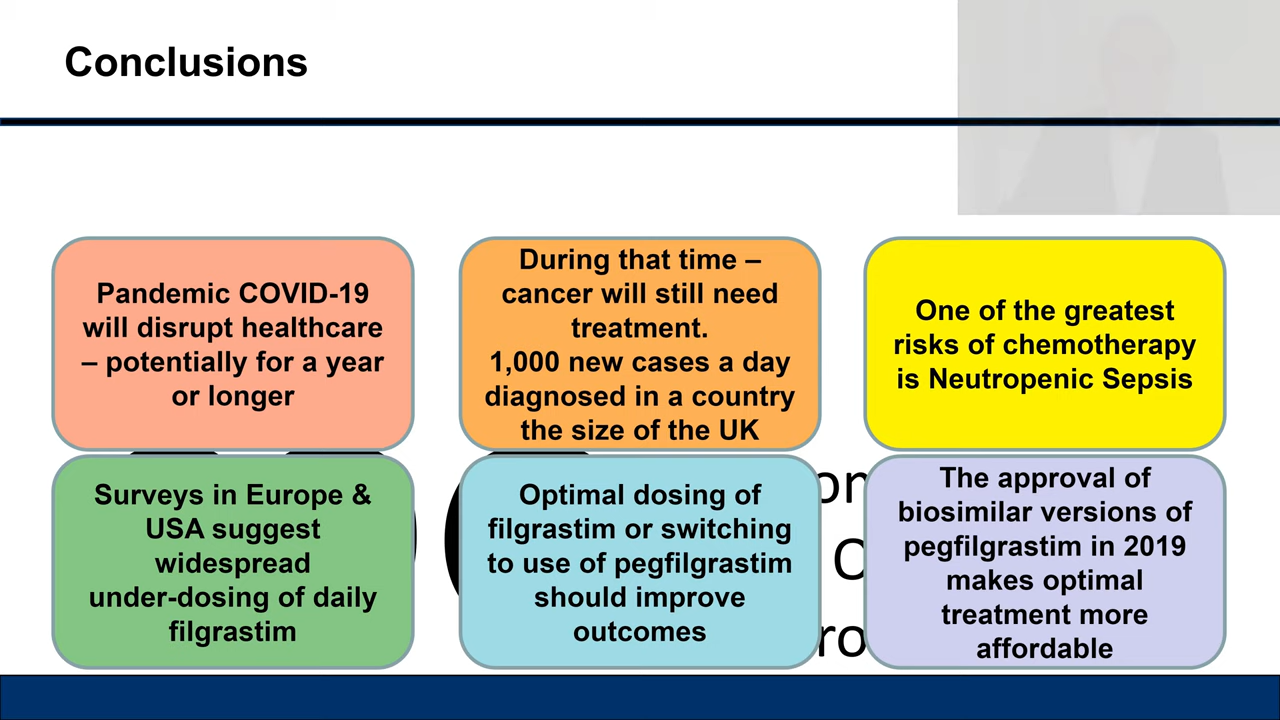 Conclusions
Pandemic COVID-19
will disrupt healthcare
– potentially for a year
or longer
During that time –
cancer will still need
treatment.
1,000 new cases a day
diagnosed in a country
the size of the UK
One of the greatest
risks of chemotherapy
is Neutropenic Sepsis
Surveys in Europe &
USA suggest
widespread
under-dosing of daily
filgrastim
Optimal dosing of
filgrastim or switching
to use of pegfilgrastim
should improve
outcomes
The approval of
biosimilar versions of
pegfilgrastim in 2019
makes optimal
treatment more
affordable